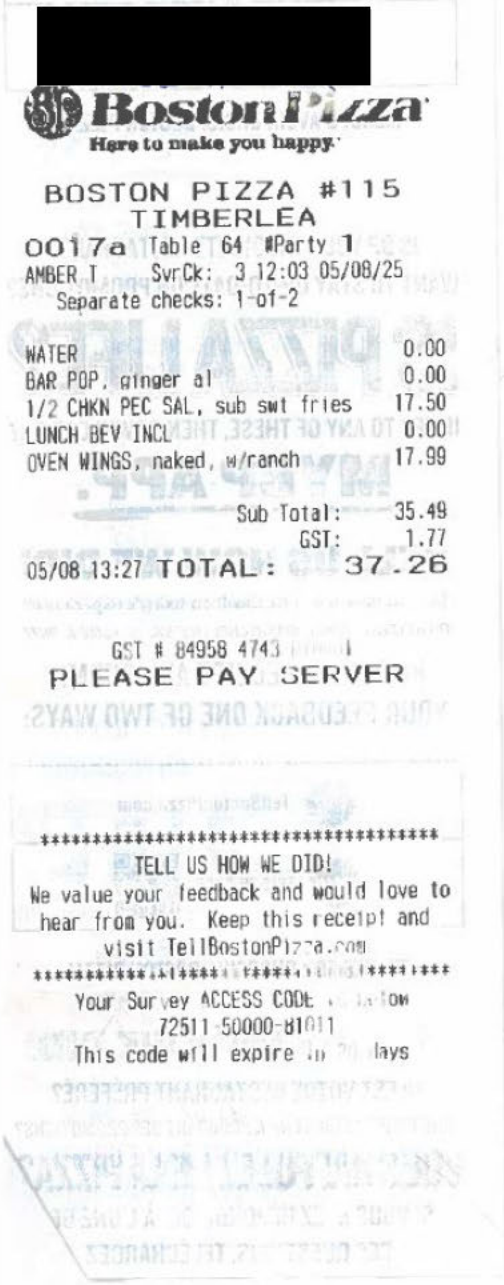 BP Boston Pizza
Here to make you happy.
BOSTON PIZZA #115
TIMBERLEA
0017a Table 64 #Party 1
AMBER T SvrCk: 3 12:03 05/08/25
Separate checks: 1-of-2
WATER 0.00
BAR POP, ginger al 0.00
1/2 CHKN PEC SAL, sub swt fries 17.50
LUNCH BEV INCL 0.00
OVEN WINGS, naked, w/ranch 17.99
Sub Total: 35.49
GST: 1.77
05/08 13:27 TOTAL: 37.26
GST # 84958 4743
PLEASE PAY SERVER
****************************************
TELL US HOW WE DID!
We value your feedback and would love to
hear from you. Keep this receipt and
visit TellBostonPizza.com
****************************************
Your Survey ACCESS CODE
72511-50000-81011
This code will expire days